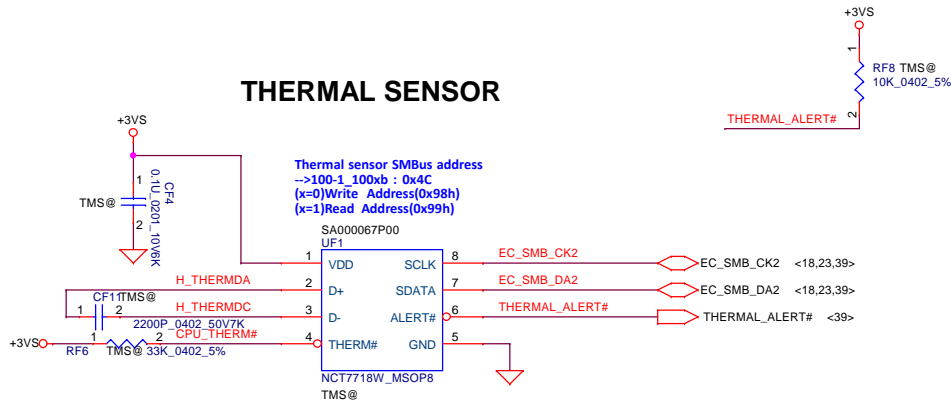 +3VS
RF8 TMS@
10K_0402_5%
1
2
THERMAL_ALERT#
THERMAL SENSOR
+3VS
1
2
TMS@
CF4
0.1U_0201_10V6K
Thermal sensor SMBus address
-->100-1_100xb : 0x4C
(x=0)Write Address(0x98h)
(x=1)Read Address(0x99h)
SA000067P00
UF1
1 VDD SCLK 8 EC_SMB_CK2 EC_SMB_CK2 <18,23,39>
H_THERMDA 2 D+ SDATA 7 EC_SMB_DA2 EC_SMB_DA2 <18,23,39>
CF11 TMS@
1 2 H_THERMDC 3 D- ALERT# 6 THERMAL_ALERT# THERMAL_ALERT# <39>
2200P_0402_50V7K
+3VS 1 2 CPU_THERM# 4 THERM# GND 5
RF6 TMS@ 33K_0402_5%
NCT7718W_MSOP8
TMS@